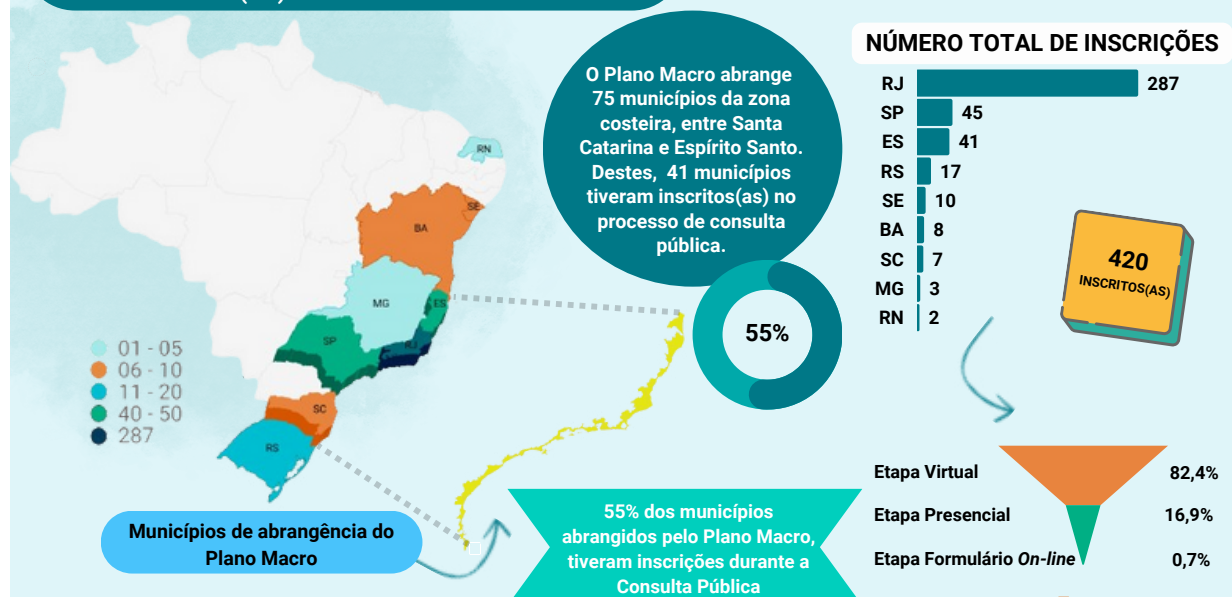 O Plano Macro abrange
75 municípios da zona
costeira, entre Santa
Catarina e Espírito Santo.
Destes, 41 municípios
tiveram inscritos(as) no
processo de consulta
pública.
55%
NÚMERO TOTAL DE INSCRIÇÕES
RJ 287
SP 45
ES 41
RS 17
SE 10
BA 8
SC 7
MG 3
RN 2
420
INSCRITOS(AS)
RN
SE
BA
MG
ES
SP
RJ
SC
RS
01 - 05
06 - 10
11 - 20
40 - 50
287
Municípios de abrangência do
Plano Macro
55% dos municípios
abrangidos pelo Plano Macro,
tiveram inscrições durante a
Consulta Pública
Etapa Virtual 82,4%
Etapa Presencial 16,9%
Etapa Formulário On-line 0,7%